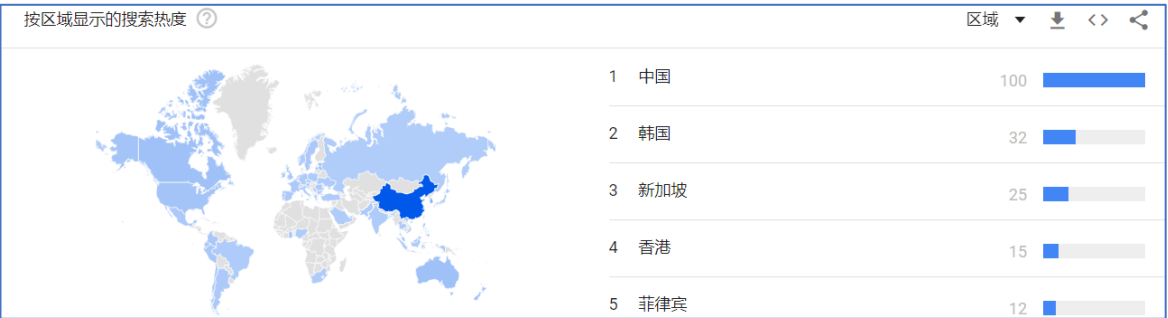 按区域显示的搜索热度 ?
区域
1 中国 100
2 韩国 32
3 新加坡 25
4 香港 15
5 菲律宾 12